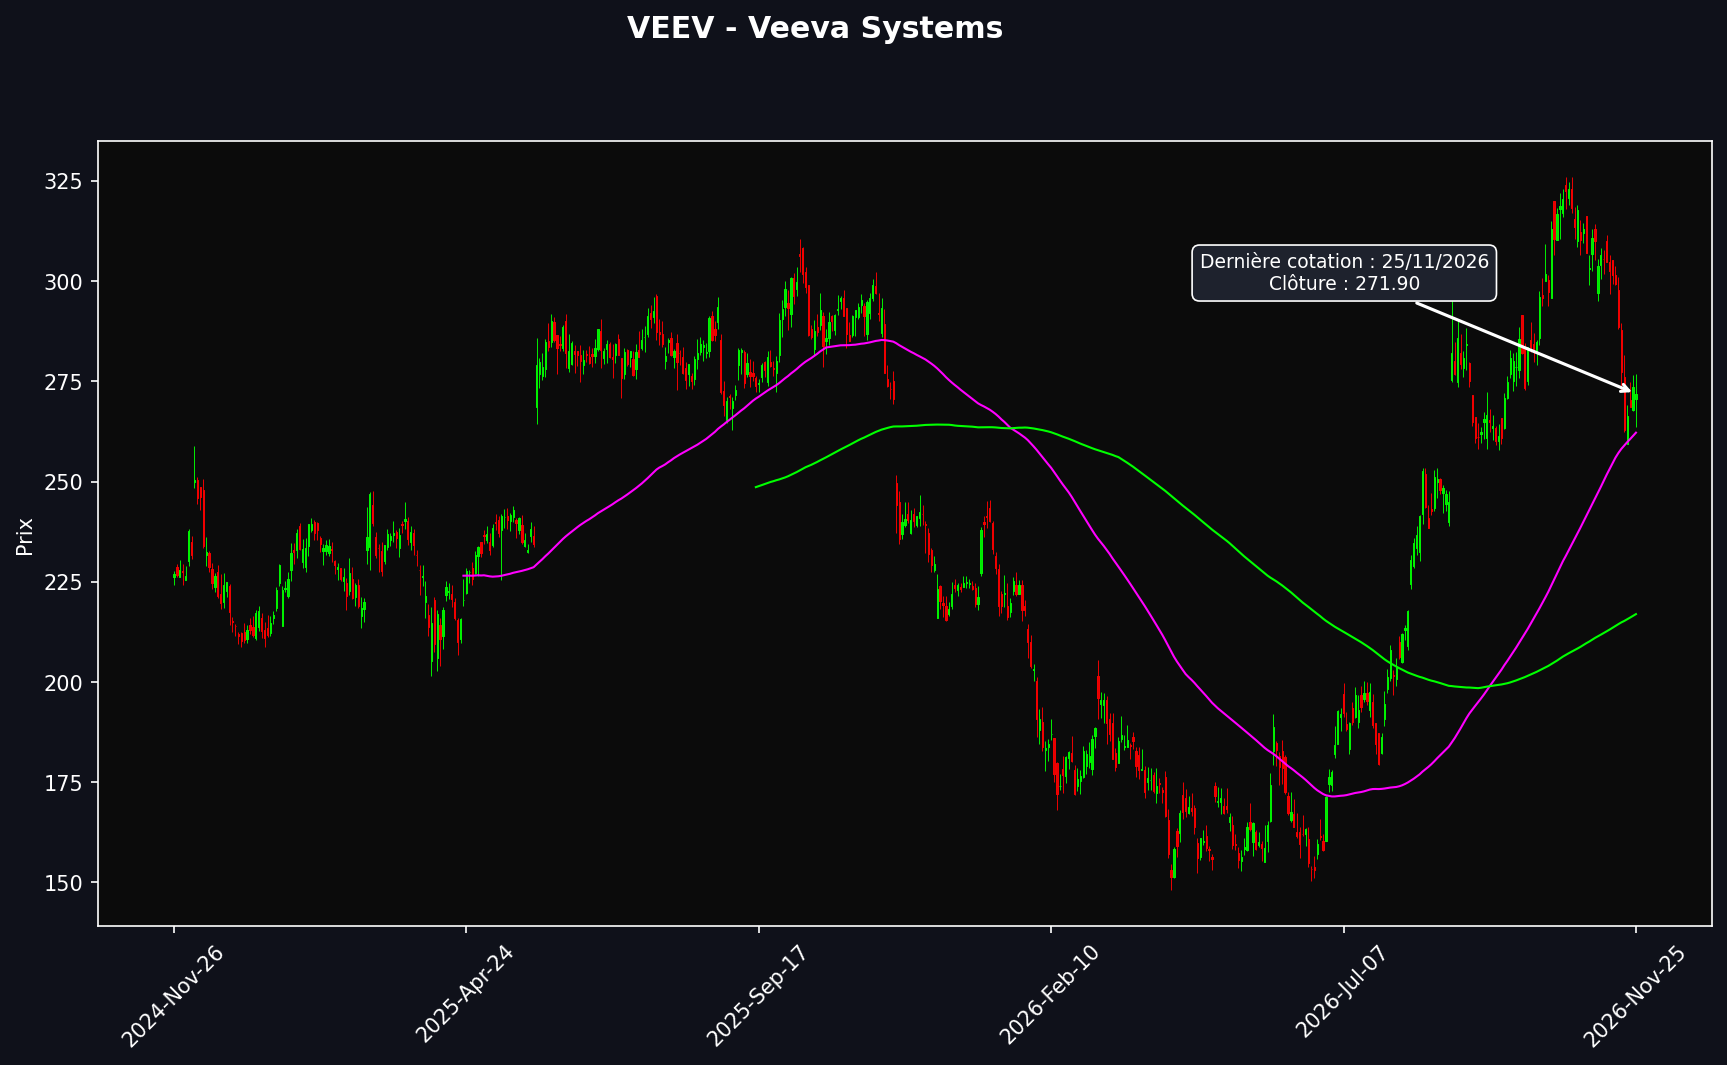 VEEV - Veeva Systems
Prix
325
300
275
250
225
200
175
150
Dernière cotation : 25/11/2026
Clôture : 271.90
2024-Nov-26
2025-Apr-24
2025-Sep-17
2026-Feb-10
2026-Jul-07
2026-Nov-25